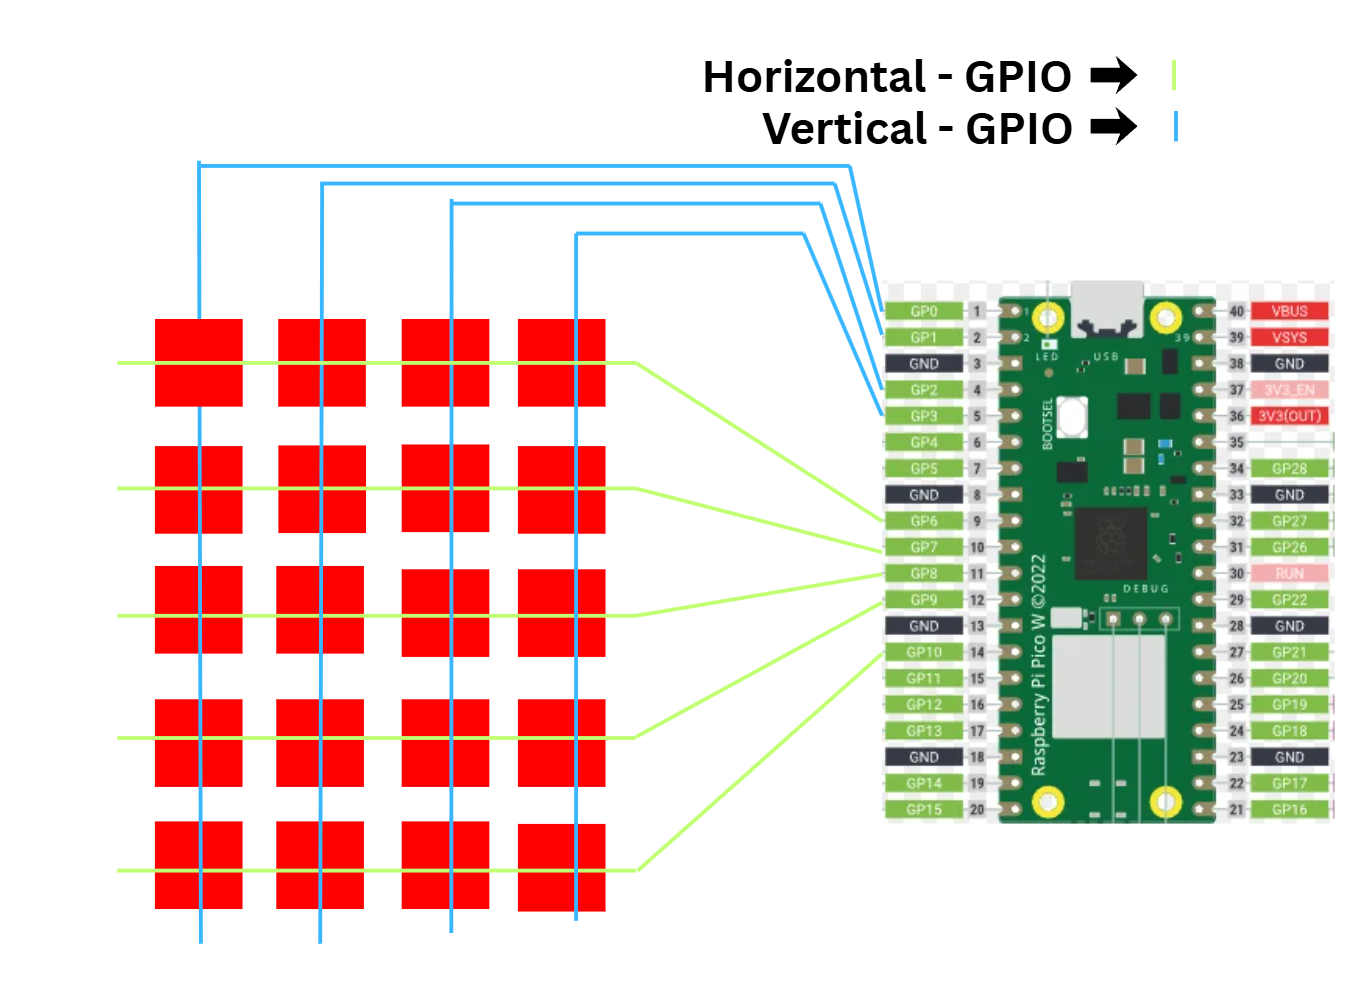 Horizontal - GPIO
Vertical - GPIO
GP0 1 1 40 VBUS
GP1 2 2 39 39 VSYS
LED USB
GND 3 38 GND
GP2 4 37 3V3_EN
GP3 5 36 3V3(OUT)
BOOTSEL
GP4 6 35
GP5 7 34 GP28
GND 8 33 GND
GP6 9 32 GP27
GP7 10 31 GP26
GP8 11 30 RUN
DEBUG
GP9 12 29 GP22
GND 13 28 GND
GP10 14 27 GP21
GP11 15 26 GP20
GP12 16 25 GP19
GP13 17 24 GP18
GND 18 23 GND
GP14 19 22 GP17
GP15 20 21 GP16
Raspberry Pi Pico W ©2022